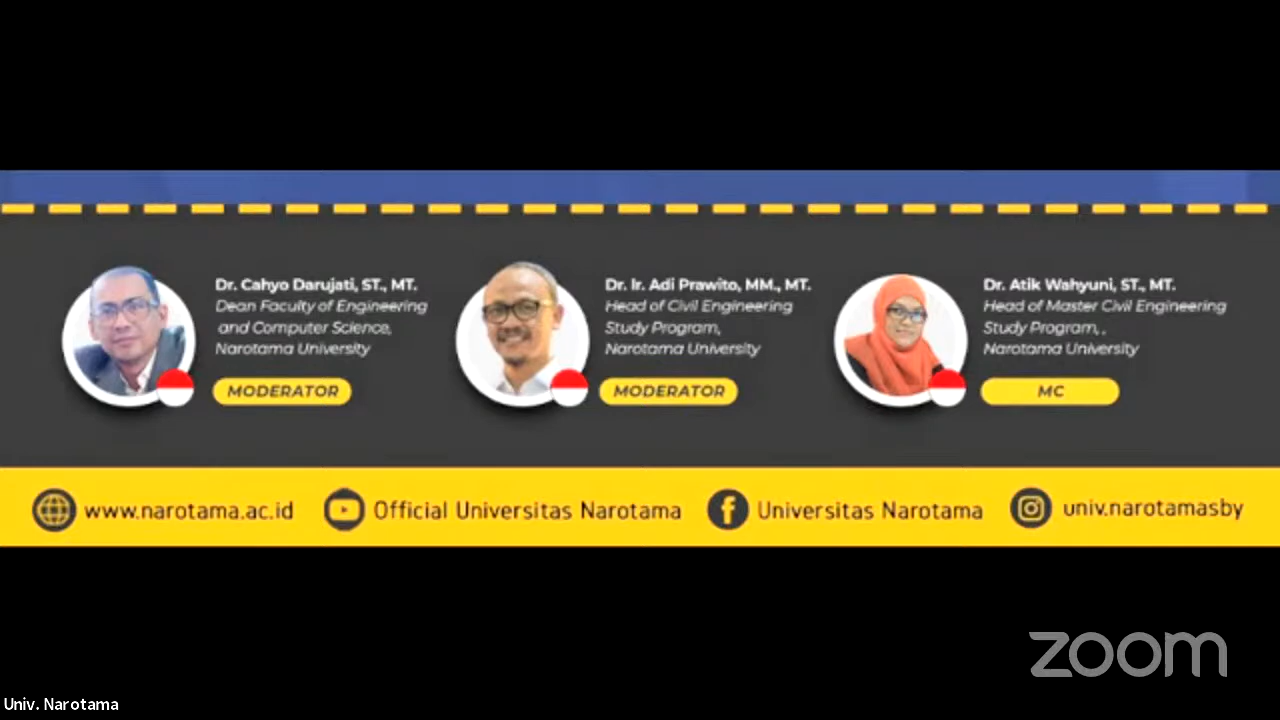 Dr. Cahyo Darujati, ST., MT.
Dean Faculty of Engineering
and Computer Science,
Narotama University
MODERATOR
Dr. Ir. Adi Prawito, MM., MT.
Head of Civil Engineering
Study Program,
Narotama University
MODERATOR
Dr. Atik Wahyuni, ST., MT.
Head of Master Civil Engineering
Study Program, .
Narotama University
MC
www.narotama.ac.id
Official Universitas Narotama
Universitas Narotama
univ.narotamasby
zoom
Univ. Narotama